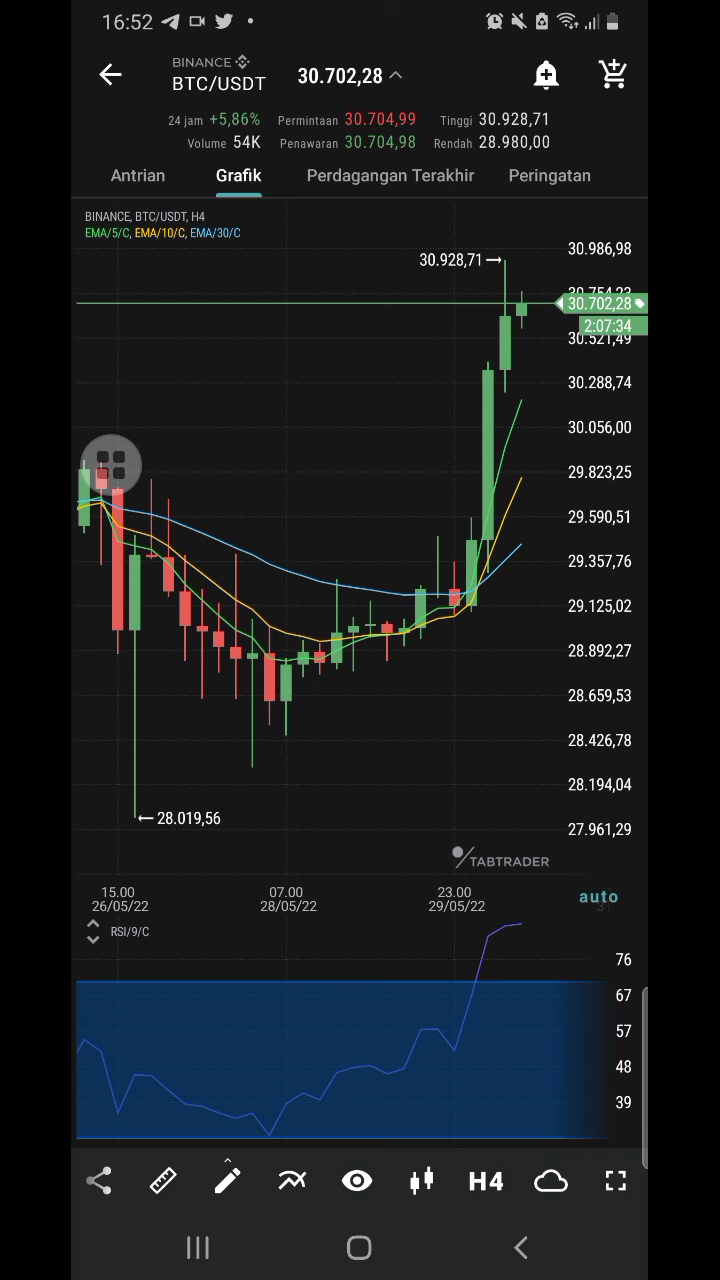 16:52
BINANCE
BTC/USDT 30.702,28
24 jam +5,86% Permintaan 30.704,99 Tinggi 30.928,71
Volume 54K Penawaran 30.704,98 Rendah 28.980,00
Antrian Grafik Perdagangan Terakhir Peringatan
BINANCE, BTC/USDT, H4
EMA/5/C, EMA/10/C, EMA/30/C
30.986,98
30.928,71
30.754,23
30.702,28
2:07:34
30.521,49
30.288,74
30.056,00
29.823,25
29.590,51
29.357,76
29.125,02
28.892,27
28.659,53
28.426,78
28.194,04
28.019,56
27.961,29
TABTRADER
15.00 07.00 23.00
26/05/22 28/05/22 29/05/22
auto
RSI/9/C
76
67
57
48
39
H4